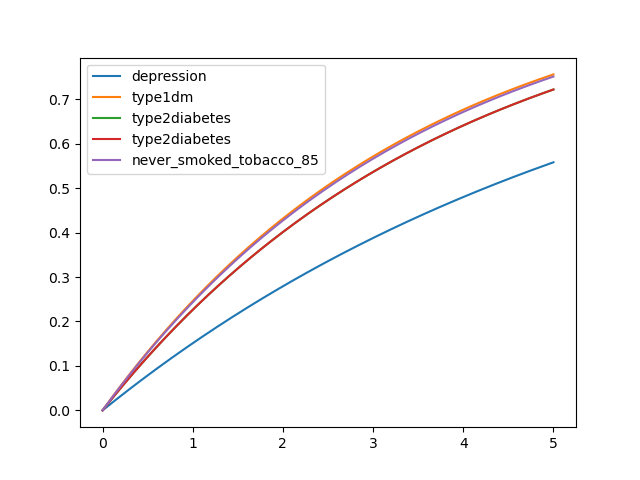 depression
type1dm
type2diabetes
type2diabetes
never_smoked_tobacco_85
0.7
0.6
0.5
0.4
0.3
0.2
0.1
0.0
0 1 2 3 4 5